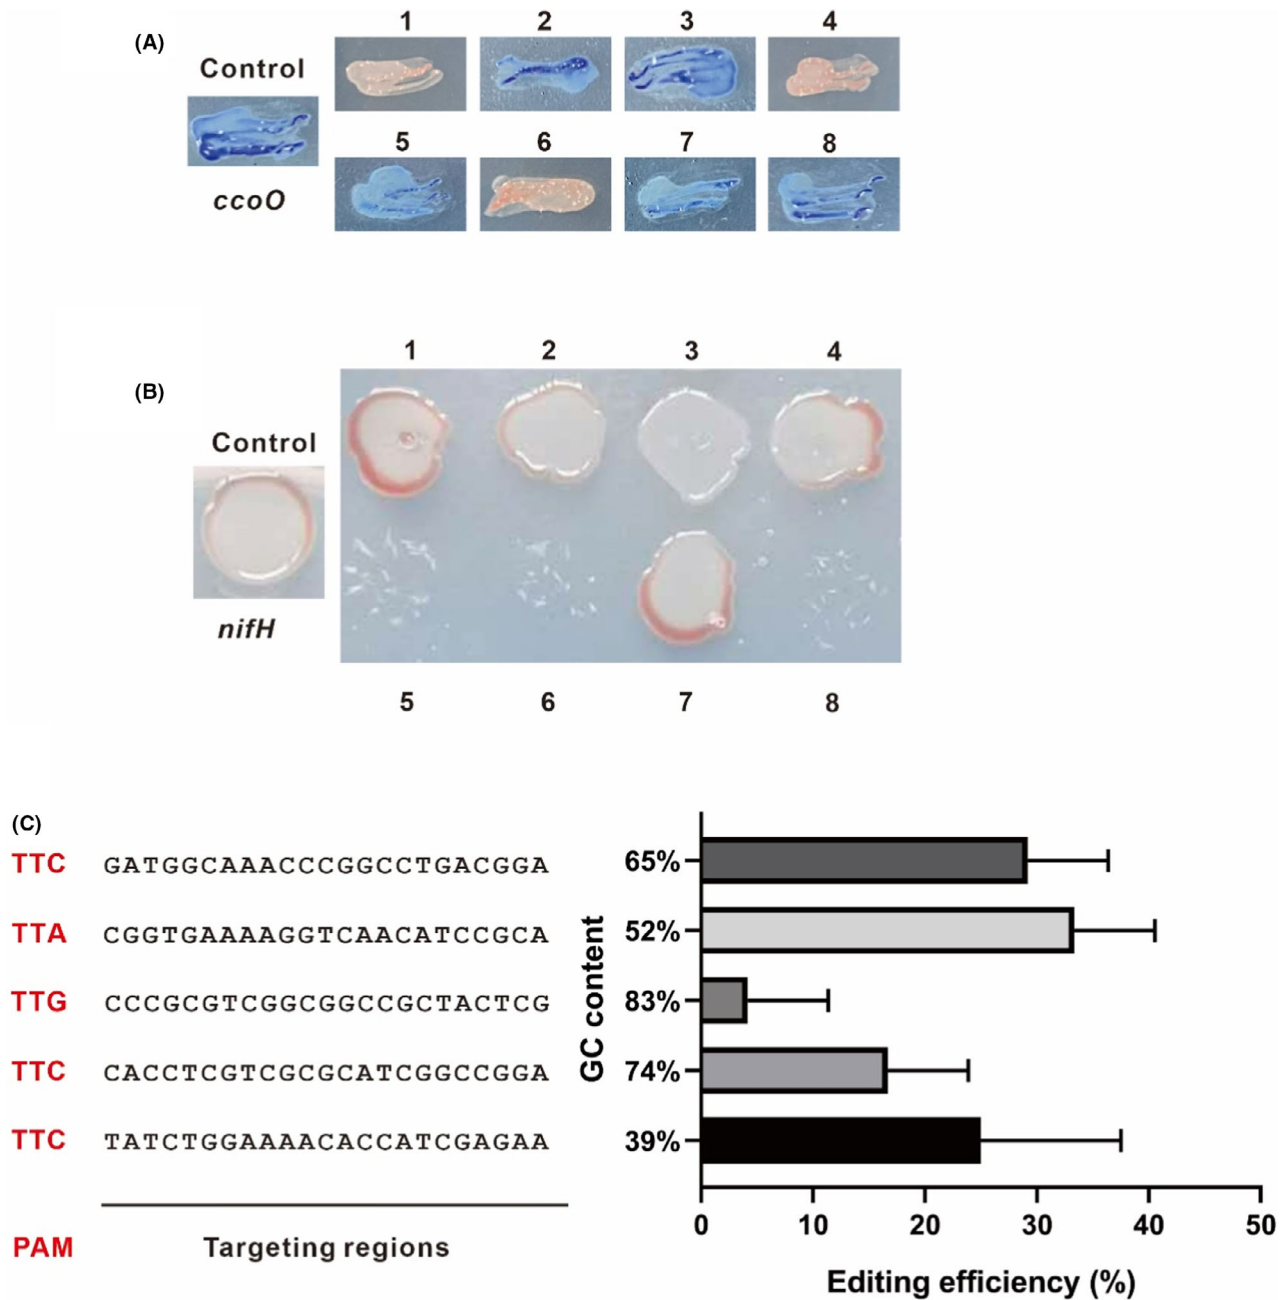 (A)
Control
ccoO
1 2 3 4
5 6 7 8
(B)
Control
nifH
1 2 3 4
5 6 7 8
(C)
TTC GATGGCAAACCCGGCCTGACGGA 65%
TTA CGGTGAAAAGGTCAACATCCGCA 52%
TTG CCCGCGTCGGCGGCCGCTACTCG 83%
TTC CACCTCGTCGCGCATCGGCCGGA 74%
TTC TATCTGGAAAACACCATCGAGAA 39%
PAM Targeting regions
GC content
0 10 20 30 40 50
Editing efficiency (%)